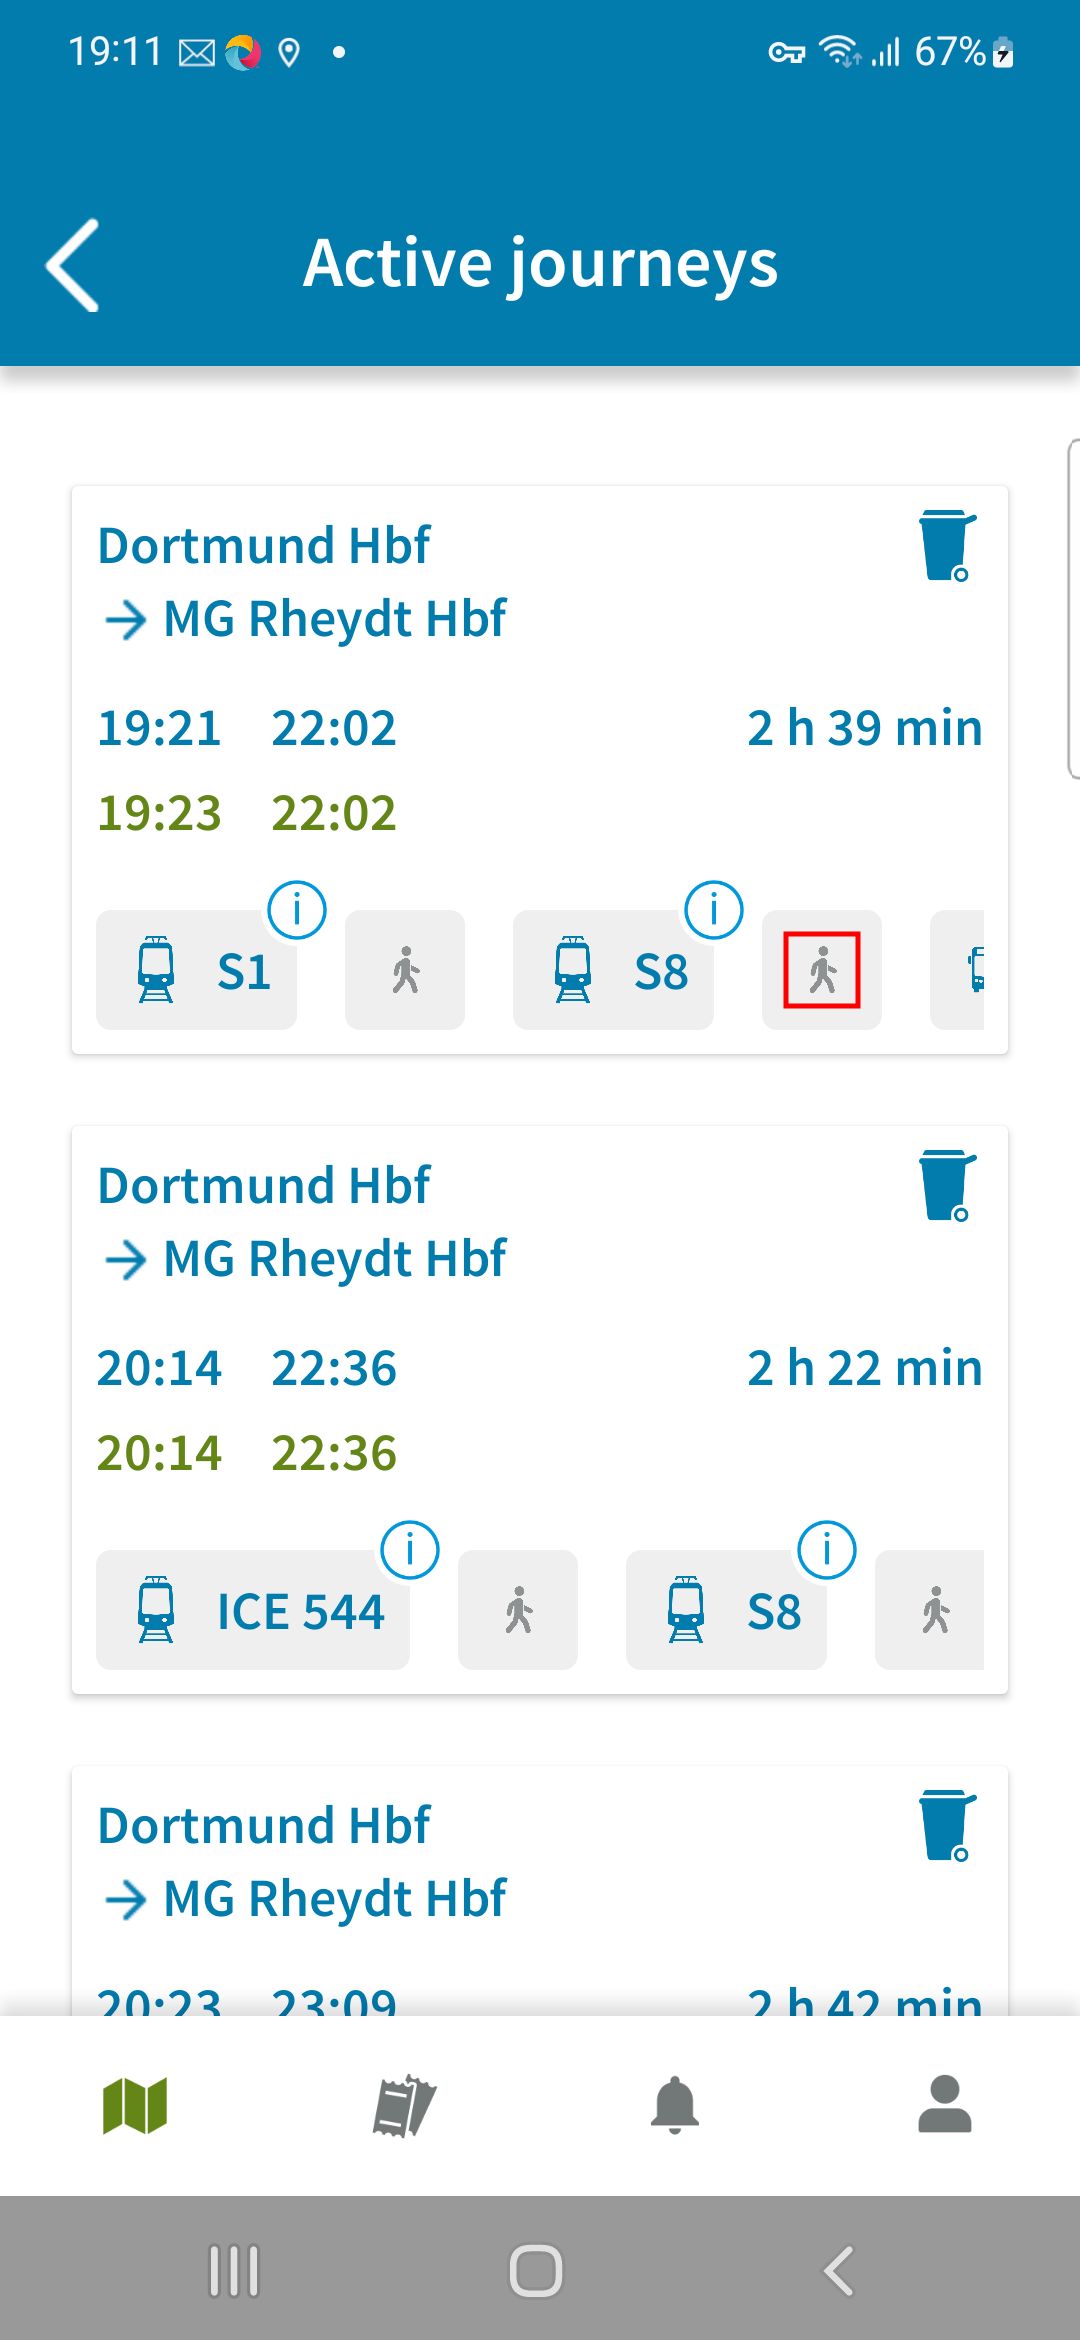 19:11
67%
Active journeys
Dortmund Hbf
→ MG Rheydt Hbf
19:21 22:02 2 h 39 min
19:23 22:02
S1 S8
Dortmund Hbf
→ MG Rheydt Hbf
20:14 22:36 2 h 22 min
20:14 22:36
ICE 544 S8
Dortmund Hbf
→ MG Rheydt Hbf
20:23 23:09 2 h 42 min